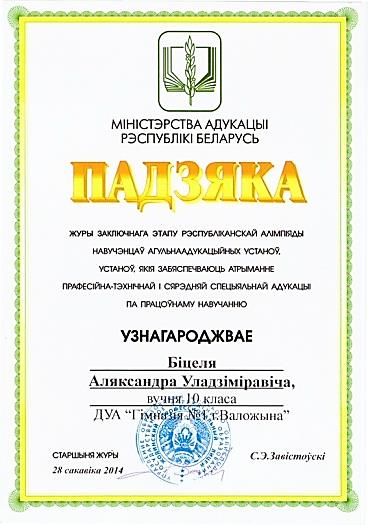 МІНІСТЭРСТВА АДУКАЦЫІ
РЭСПУБЛІКІ БЕЛАРУСЬ
ПАДЗЯКА
ЖУРЫ ЗАКЛЮЧНАГА ЭТАПУ РЭСПУБЛІКАНСКАЙ АЛІМПІЯДЫ
НАВУЧЭНЦАЎ АГУЛЬНААДУКАЦЫЙНЫХ УСТАНОЎ,
УСТАНОЎ, ЯКІЯ ЗАБЯСПЕЧВАЮЦЬ АТРЫМАННЕ
ПРАФЕСІЙНА-ТЭХНІЧНАЙ І СЯРЭДНЯЙ СПЕЦЫЯЛЬНАЙ АДУКАЦЫІ
ПА ПРАЦОЎНАМУ НАВУЧАННЮ
УЗНАГАРОДЖВАЕ
Біцеля
Аляксандра Уладзіміравіча,
вучня 10 класа
ДУА “Гімназія №1 г.Валожына”
СТАРШЫНЯ ЖУРЫ
С.Э.Завістоўскі
28 сакавіка 2014